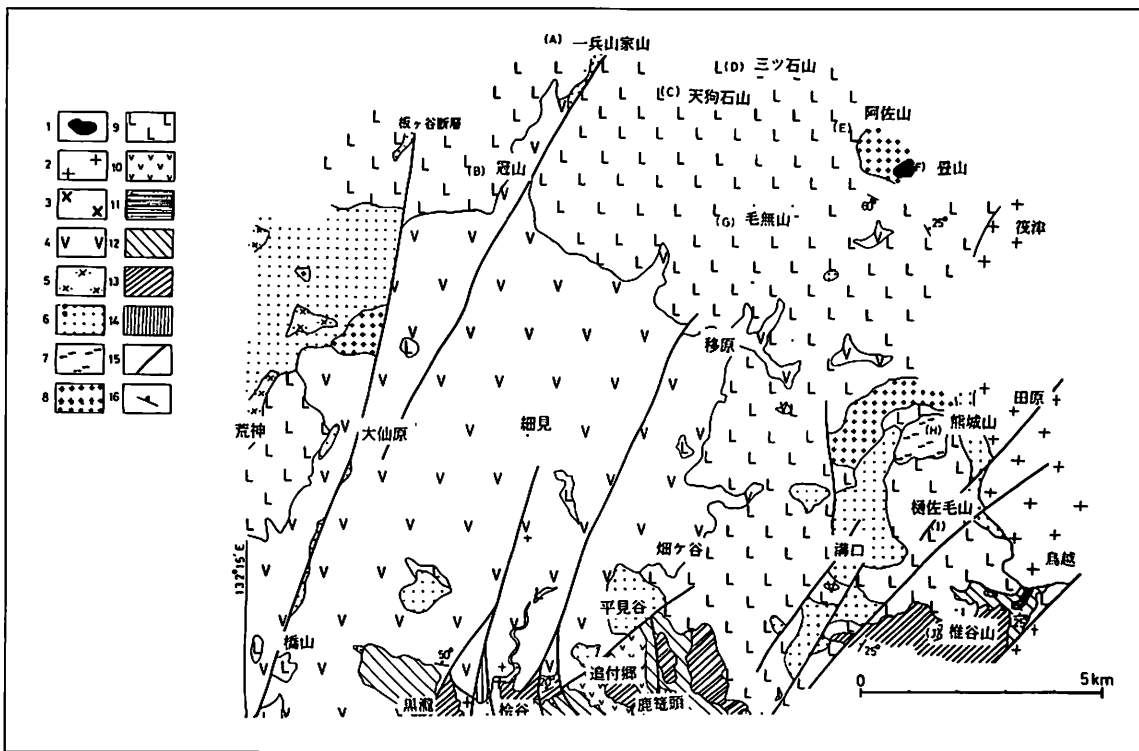 (A) 一兵山家山
(D) 三ツ石山
(C) 天狗石山
阿佐山
(E)
(F) 畳山
板ヶ谷断層
(B) 冠山
60°
25°
(G) 毛無山
筏津
1 9
2 10
3 11
4 12
5 13
6 14
7 15
8 16
移原
田原
荒神
大仙原
細見
熊城山
(H)
樋佐毛山
(I)
132°15'E
畑ヶ谷
溝口
鳥越
平見谷
橋山
50°
追付郷
(J) 椎谷山
25°
黒瀧
桧谷
鹿篭頭
0 5km